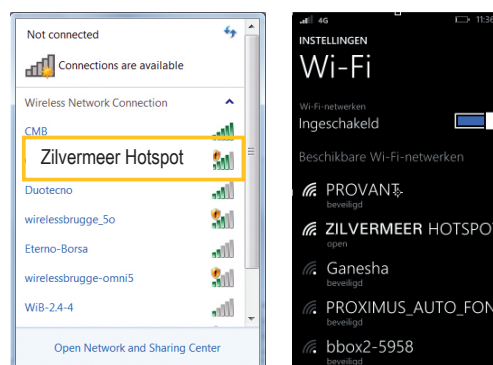 Not connected
Connections are available
Wireless Network Connection
CMB
Zilvermeer Hotspot
Duotecno
wirelessbrugge_5o
Eterno-Borsa
wirelessbrugge-omni5
WiB-2.4-4
Open Network and Sharing Center
4G 11:36
INSTELLINGEN
Wi-Fi
Wi-Fi-netwerken
Ingeschakeld
Beschikbare Wi-Fi-netwerken
PROVANT
beveiligd
ZILVERMEER HOTSPOT
open
Ganesha
beveiligd
PROXIMUS_AUTO_FON
beveiligd
bbox2-5958
beveiligd